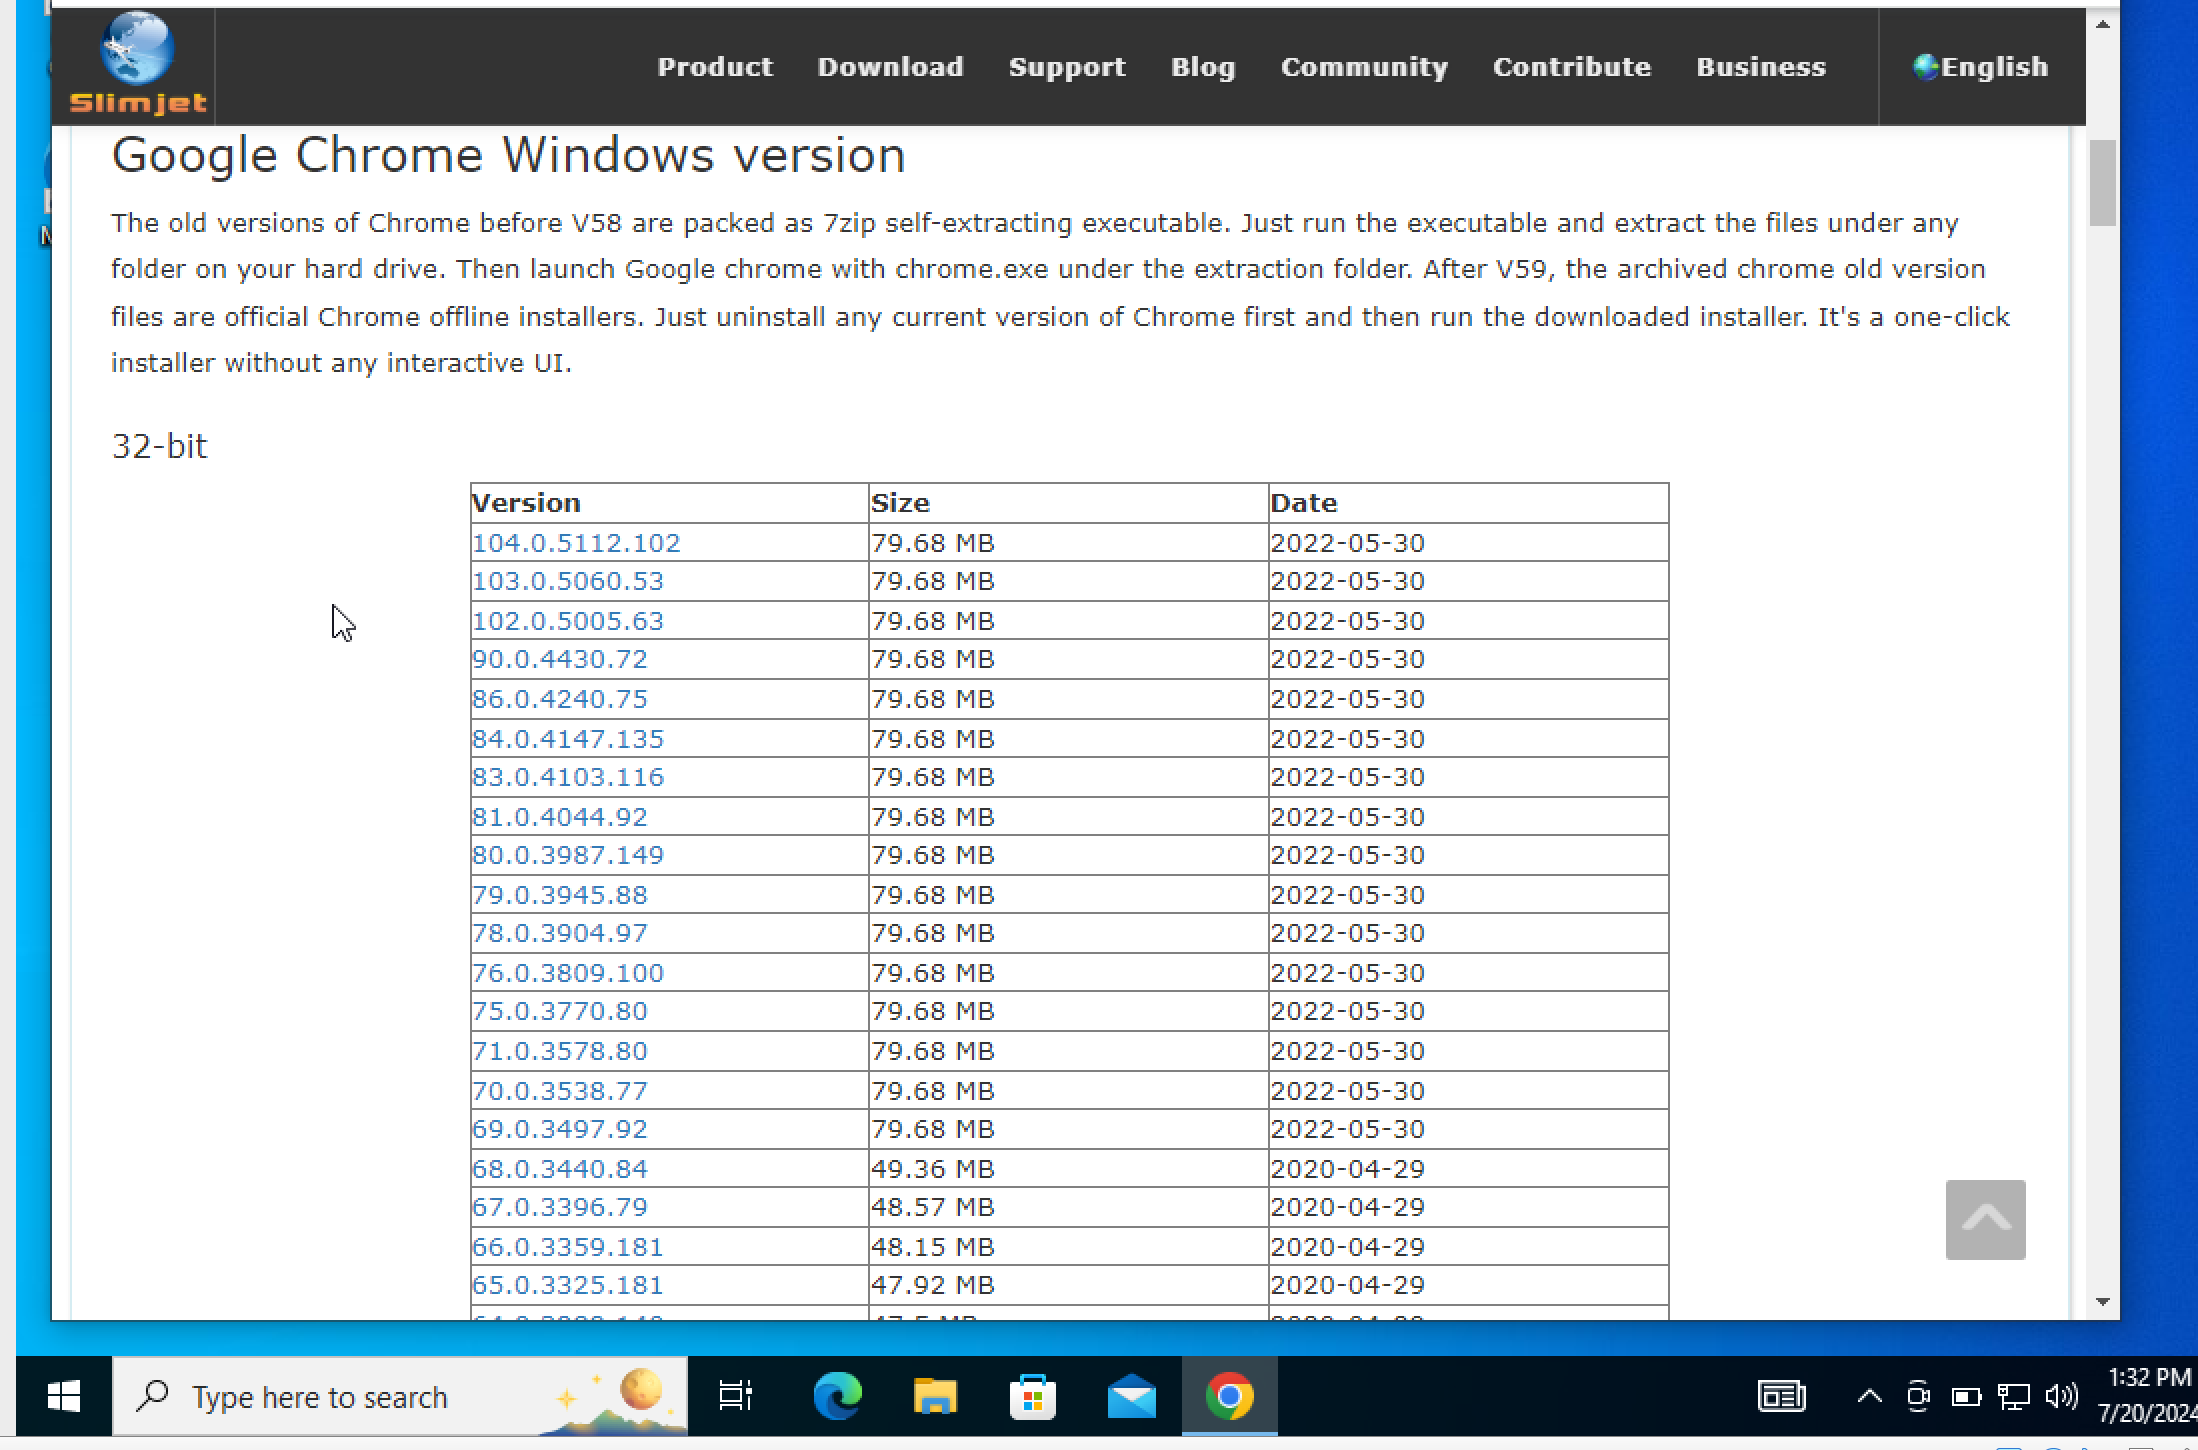 Slimjet
Product Download Support Blog Community Contribute Business English
Google Chrome Windows version
The old versions of Chrome before V58 are packed as 7zip self-extracting executable. Just run the executable and extract the files under any
folder on your hard drive. Then launch Google chrome with chrome.exe under the extraction folder. After V59, the archived chrome old version
files are official Chrome offline installers. Just uninstall any current version of Chrome first and then run the downloaded installer. It's a one-click
installer without any interactive UI.
32-bit
Version Size Date
104.0.5112.102 79.68 MB 2022-05-30
103.0.5060.53 79.68 MB 2022-05-30
102.0.5005.63 79.68 MB 2022-05-30
90.0.4430.72 79.68 MB 2022-05-30
86.0.4240.75 79.68 MB 2022-05-30
84.0.4147.135 79.68 MB 2022-05-30
83.0.4103.116 79.68 MB 2022-05-30
81.0.4044.92 79.68 MB 2022-05-30
80.0.3987.149 79.68 MB 2022-05-30
79.0.3945.88 79.68 MB 2022-05-30
78.0.3904.97 79.68 MB 2022-05-30
76.0.3809.100 79.68 MB 2022-05-30
75.0.3770.80 79.68 MB 2022-05-30
71.0.3578.80 79.68 MB 2022-05-30
70.0.3538.77 79.68 MB 2022-05-30
69.0.3497.92 79.68 MB 2022-05-30
68.0.3440.84 49.36 MB 2020-04-29
67.0.3396.79 48.57 MB 2020-04-29
66.0.3359.181 48.15 MB 2020-04-29
65.0.3325.181 47.92 MB 2020-04-29
Type here to search
1:32 PM
7/20/2024